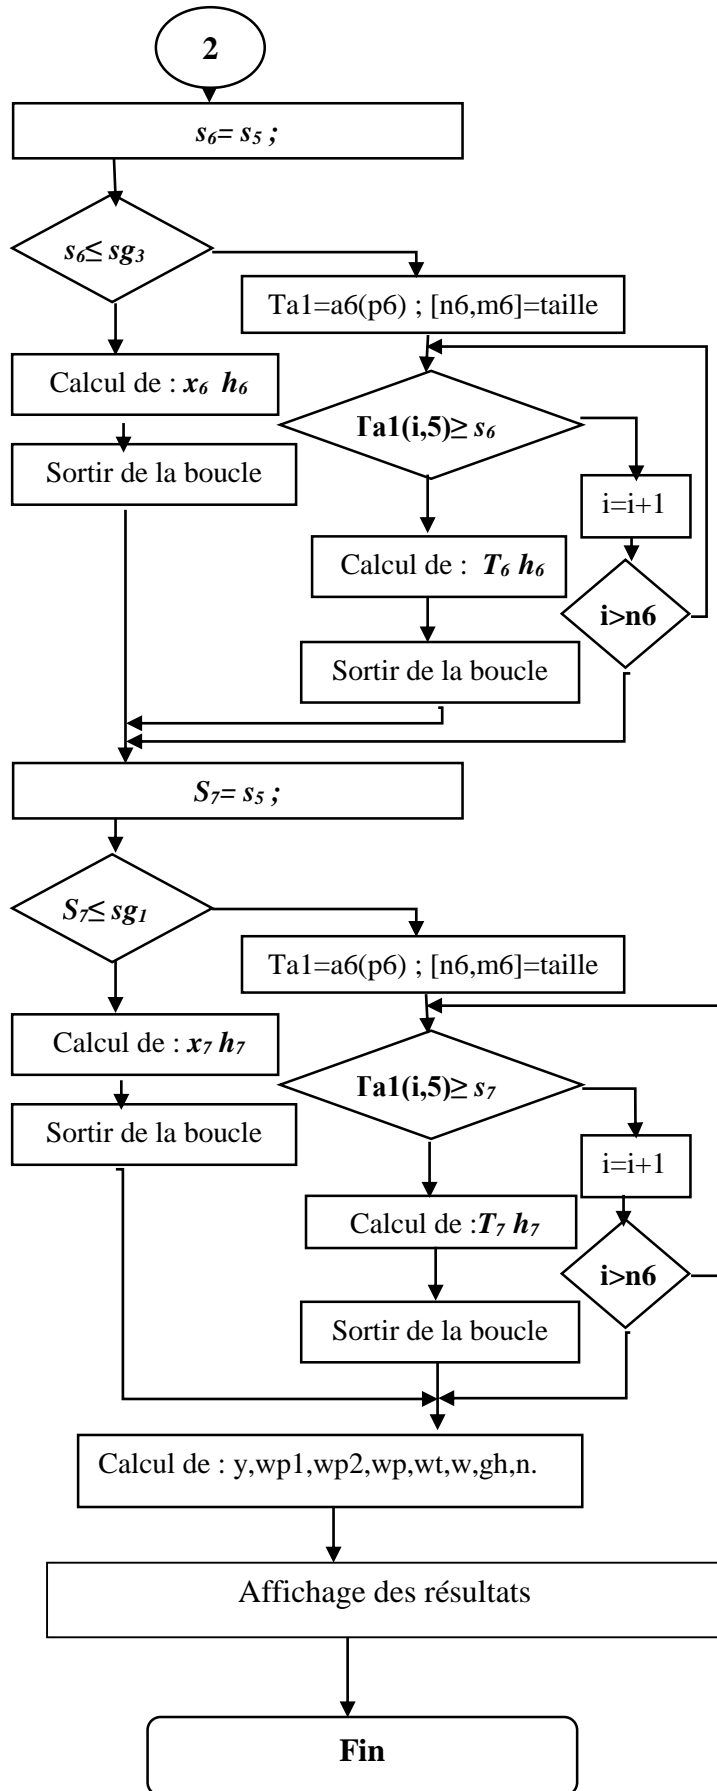 2
s₆= s₅ ;
s₆≤ sg₃
Ta1=a6(p6) ; [n6,m6]=taille
Calcul de : x₆ h₆
Γa1(i,5)≥ s₆
Sortir de la boucle
i=i+1
Calcul de : T₆ h₆
i>n6
Sortir de la boucle
S₇= s₅ ;
S₇≤ sg₁
Ta1=a6(p6) ; [n6,m6]=taille
Calcul de : x₇ h₇
Γa1(i,5)≥ s₇
Sortir de la boucle
i=i+1
Calcul de :T₇ h₇
i>n6
Sortir de la boucle
Calcul de : y,wp1,wp2,wp,wt,w,gh,n.
Affichage des résultats
Fin